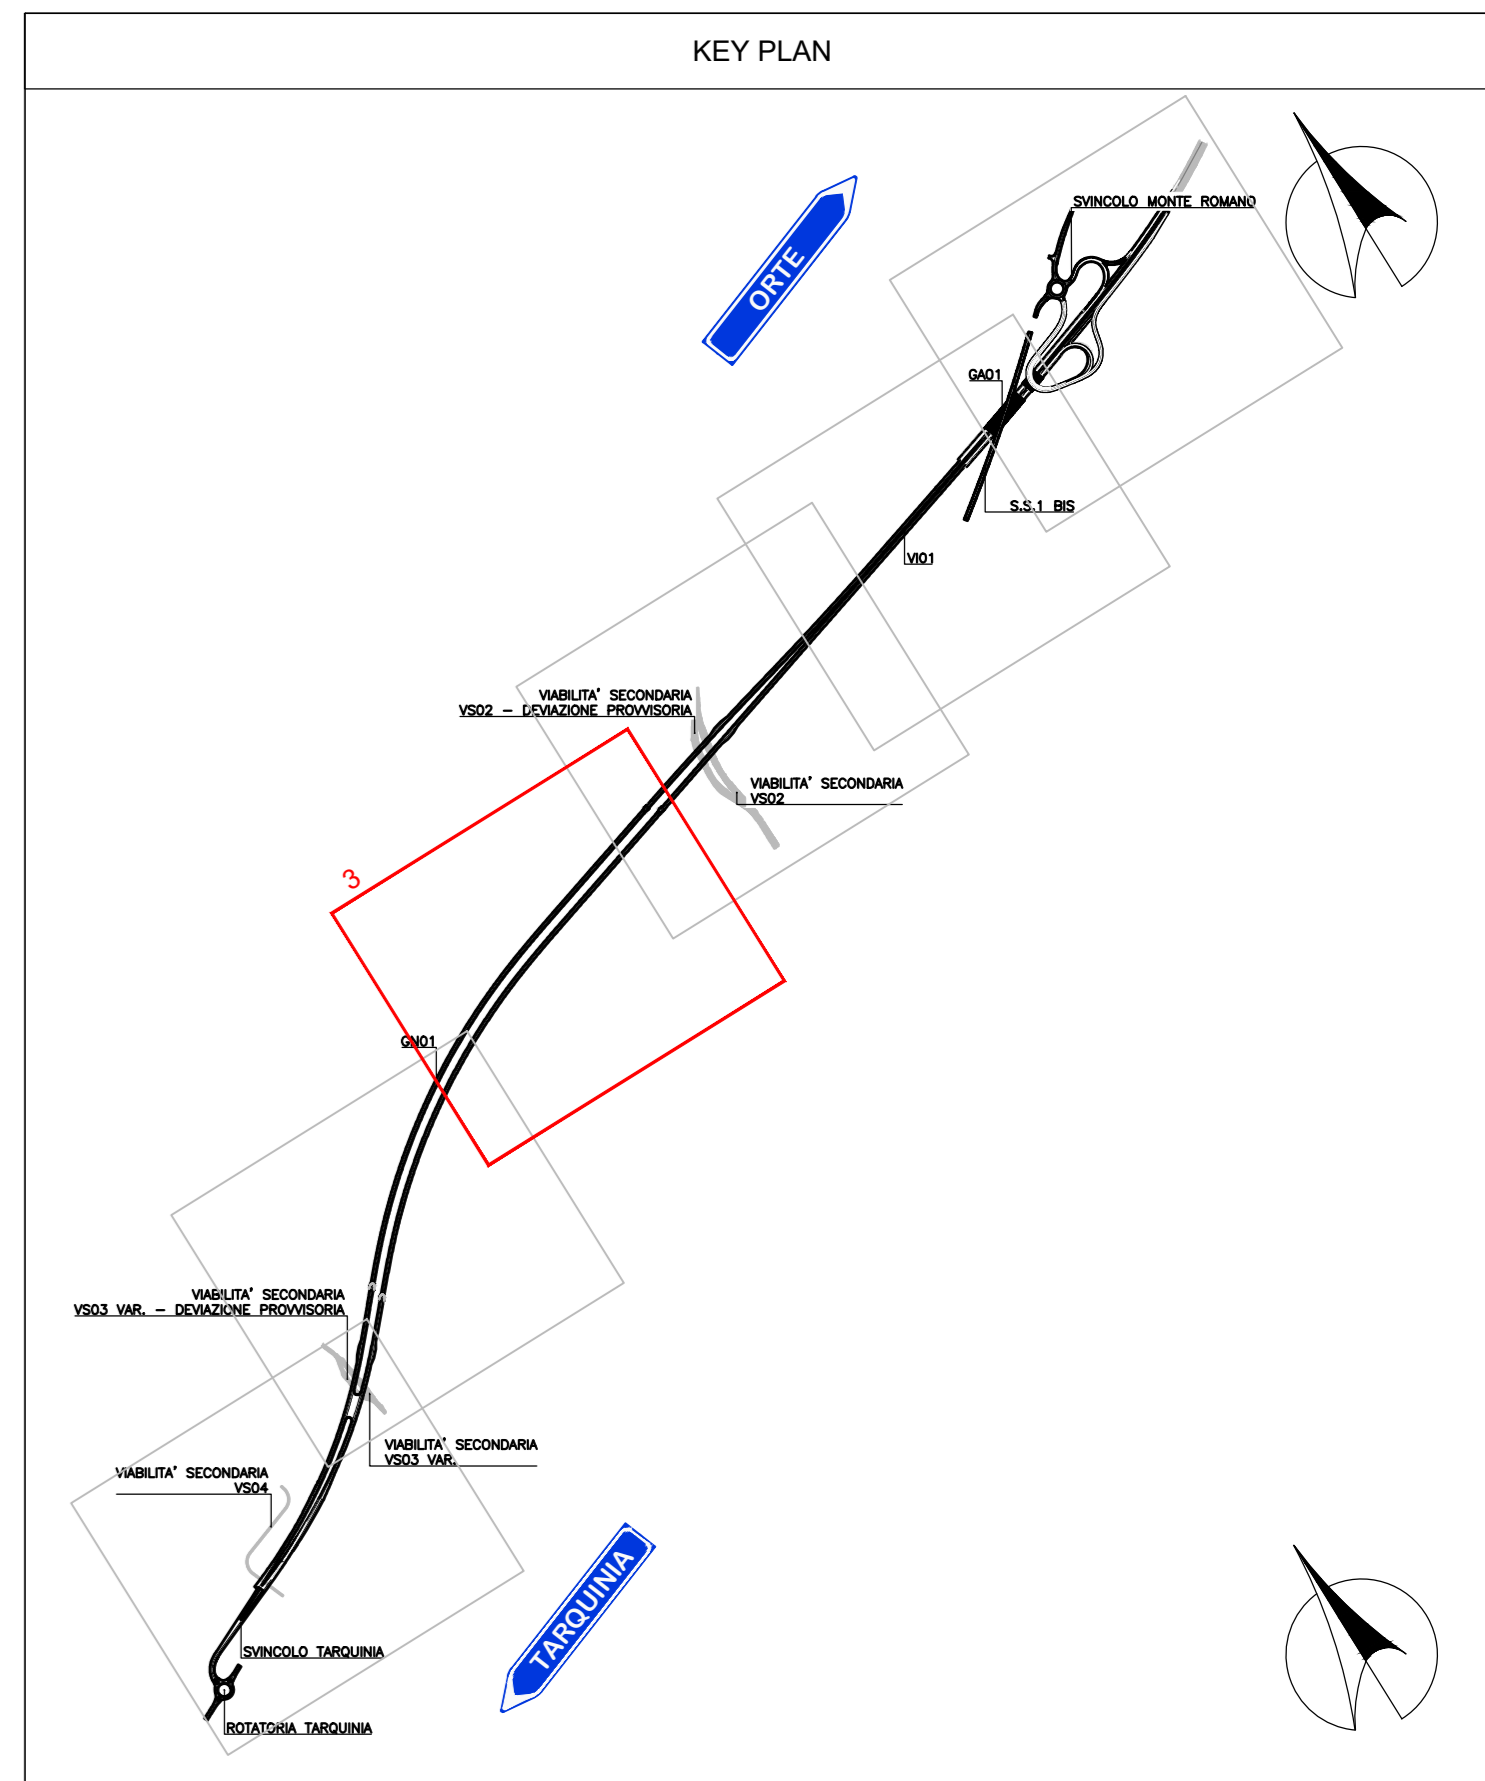 KEY PLAN
ORTE
SVINCOLO MONTE ROMANO
GA01
S.S.1 BIS
VI01
VIABILITA' SECONDARIA
VS02 – DEVIAZIONE PROVVISORIA
VIABILITA' SECONDARIA
VS02
3
GN01
VIABILITA' SECONDARIA
VS03 VAR. – DEVIAZIONE PROVVISORIA
VIABILITA' SECONDARIA
VS03 VAR.
VIABILITA' SECONDARIA
VS04
TARQUINIA
SVINCOLO TARQUINIA
ROTATORIA TARQUINIA